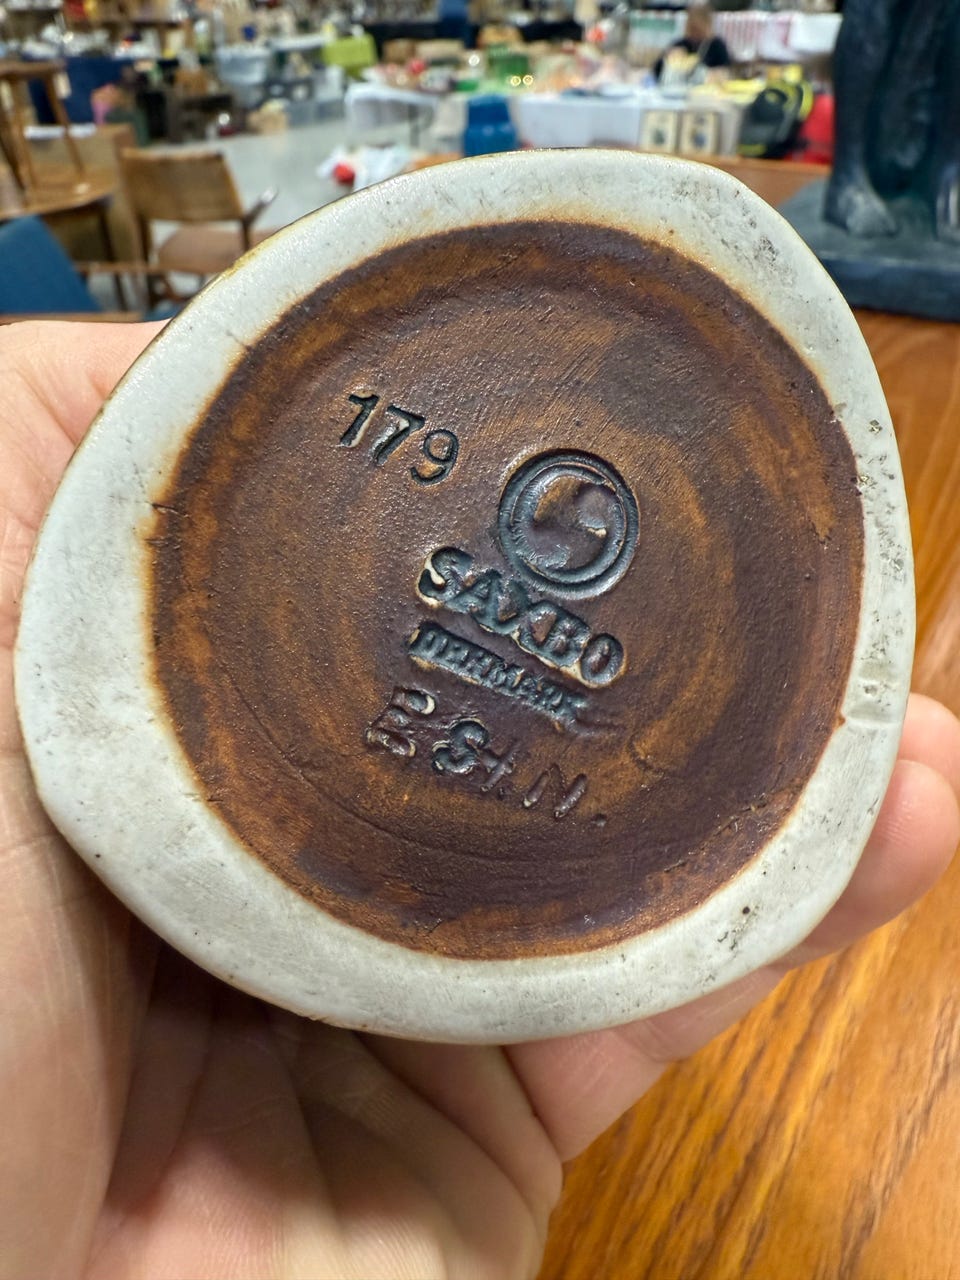 179
SAXBO
DENMARK
E. St. N.